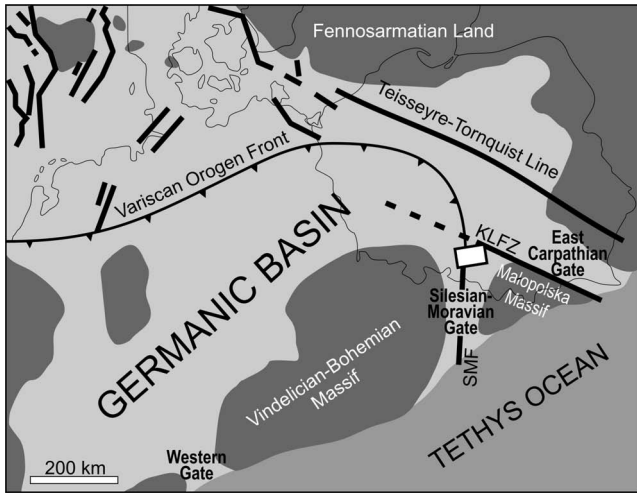 Fennosarmatian Land
Teisseyre-Tornquist Line
Variscan Orogen Front
GERMANIC BASIN
KLFZ
East
Carpathian
Gate
Małopolska
Massif
Silesian-
Moravian
Gate
SMF
Vindelician-Bohemian
Massif
TETHYS OCEAN
Western
Gate
200 km